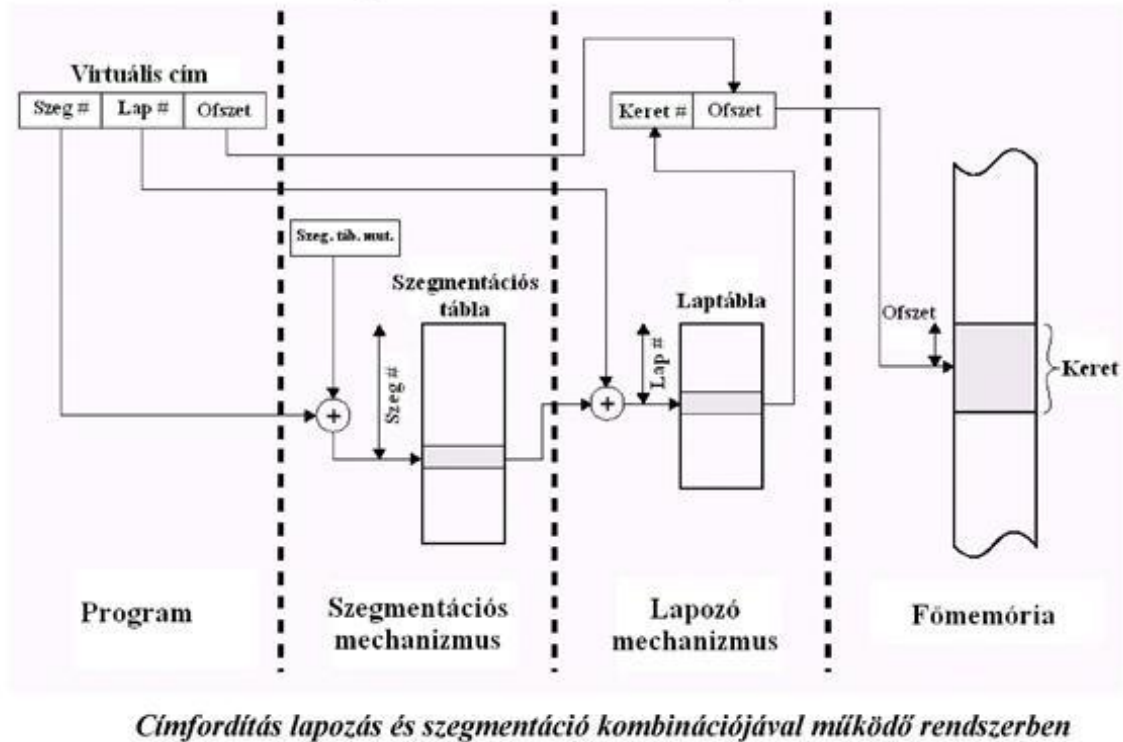 Virtuális cím
Szeg # Lap # Ofszet
Keret # Ofszet
Szeg. táb. mut.
Szegmentációs
tábla
Szeg #
Laptábla
Lap #
Ofszet
Keret
+
+
Program
Szegmentációs
mechanizmus
Lapozó
mechanizmus
Főmemória
Címfordítás lapozás és szegmentáció kombinációjával működő rendszerben